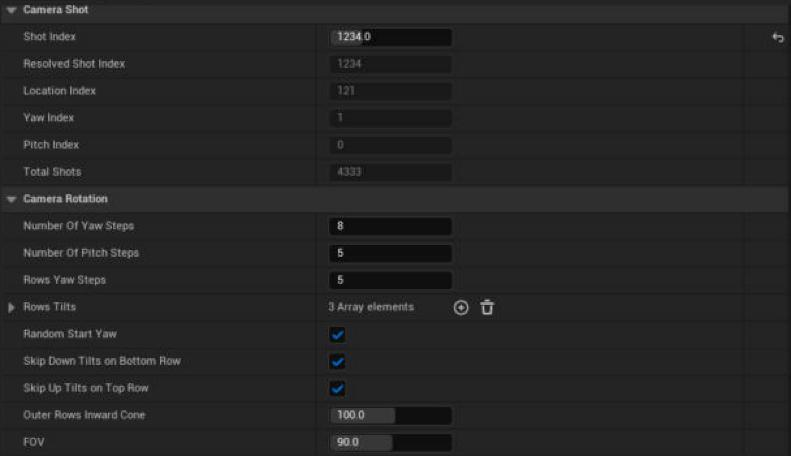 Camera Shot
Shot Index 1234.0
Resolved Shot Index 1234
Location Index 121
Yaw Index 1
Pitch Index 0
Total Shots 4333
Camera Rotation
Number Of Yaw Steps 8
Number Of Pitch Steps 5
Rows Yaw Steps 5
Rows Tilts 3 Array elements
Random Start Yaw
Skip Down Tilts on Bottom Row
Skip Up Tilts on Top Row
Outer Rows Inward Cone 100.0
FOV 90.0